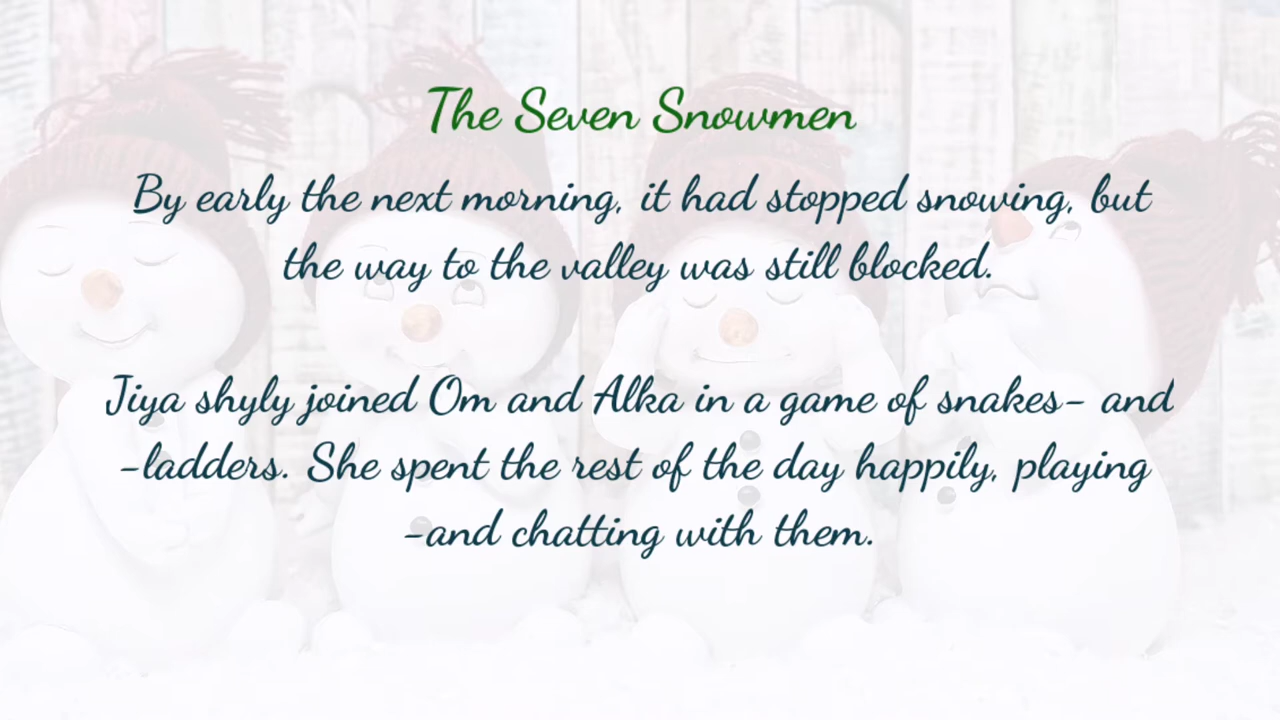 The Seven Snowmen
By early the next morning, it had stopped snowing, but
the way to the valley was still blocked.
Jiya shyly joined Om and Alka in a game of snakes- and
-ladders. She spent the rest of the day happily, playing
-and chatting with them.